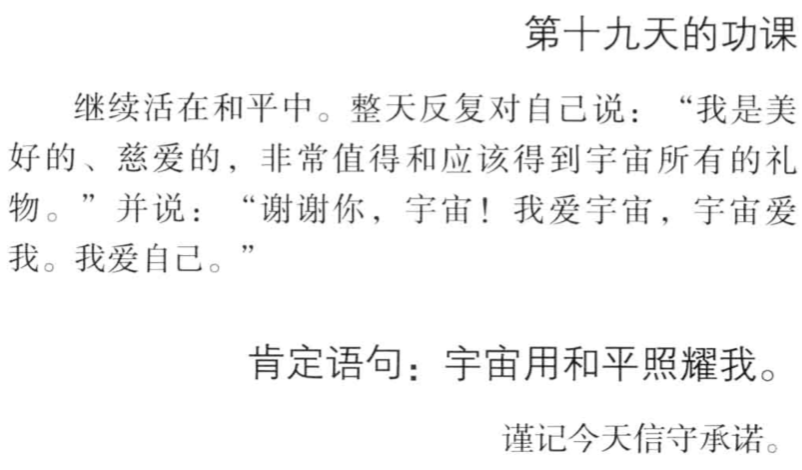 第十九天的功课
继续活在和平中。整天反复对自己说：“我是美
好的、慈爱的，非常值得和应该得到宇宙所有的礼
物。”并说：“谢谢你，宇宙！我爱宇宙，宇宙爱
我。我爱自己。”
肯定语句：宇宙用和平照耀我。
谨记今天信守承诺。